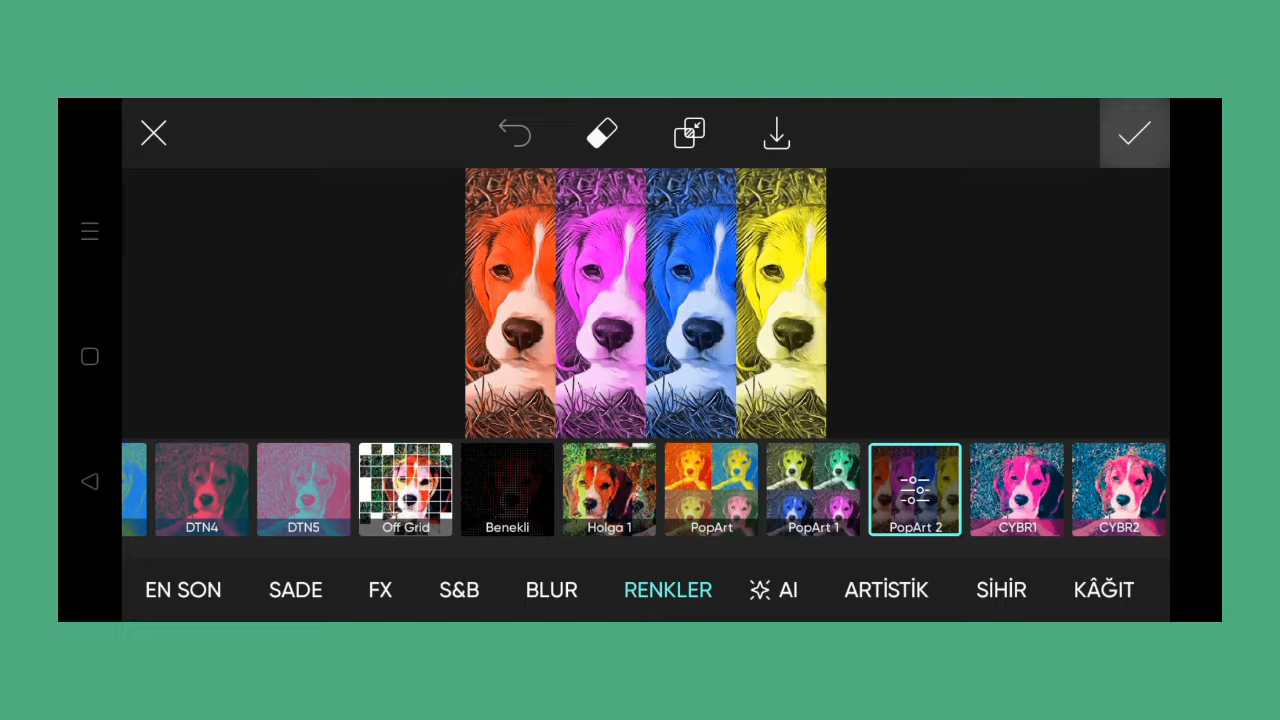 DTN4 DTN5 Off Grid Benekli Holga 1 PopArt PopArt 1 PopArt 2 CYBR1 CYBR2
EN SON SADE FX S&B BLUR RENKLER AI ARTİSTİK SİHİR KÂĞIT